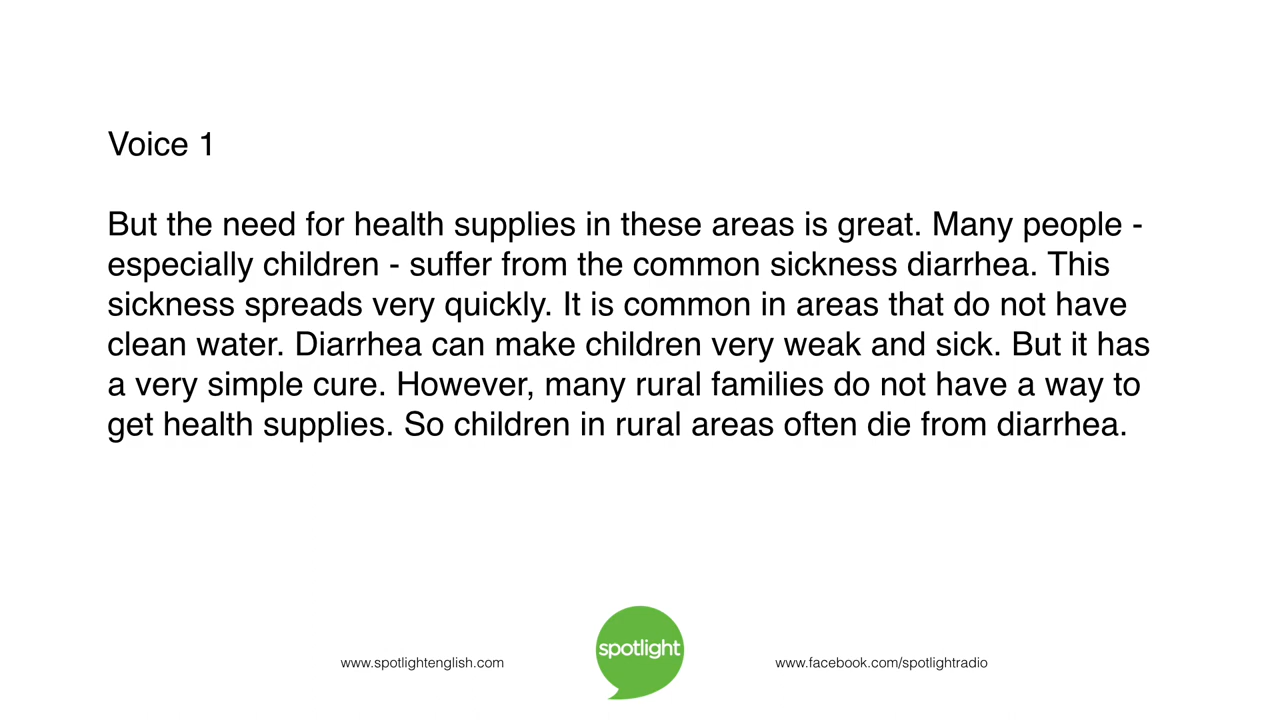 Voice 1
But the need for health supplies in these areas is great. Many people -
especially children - suffer from the common sickness diarrhea. This
sickness spreads very quickly. It is common in areas that do not have
clean water. Diarrhea can make children very weak and sick. But it has
a very simple cure. However, many rural families do not have a way to
get health supplies. So children in rural areas often die from diarrhea.
www.spotlightenglish.com
spotlight
www.facebook.com/spotlightradio